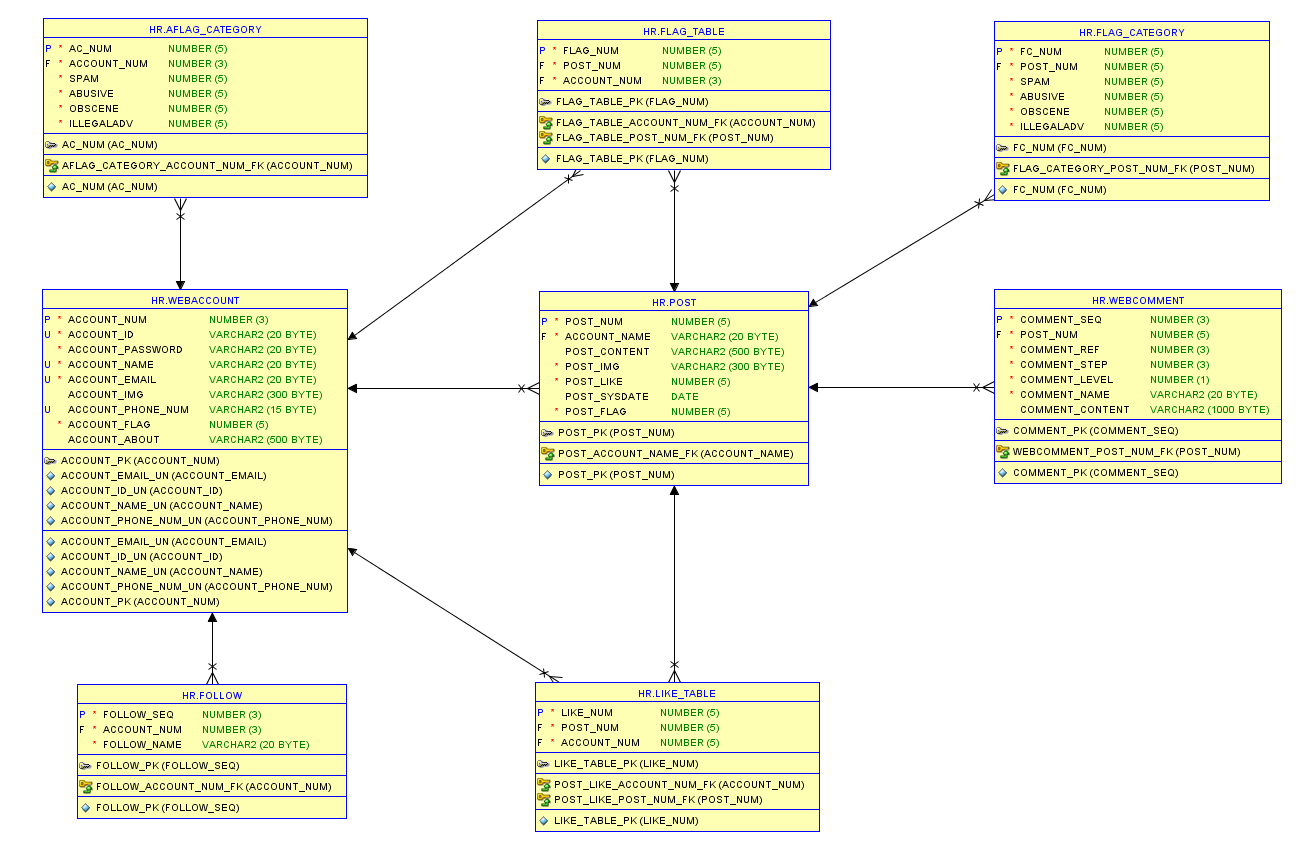 HR.AFLAG_CATEGORY
P * AC_NUM NUMBER (5)
F * ACCOUNT_NUM NUMBER (3)
* SPAM NUMBER (5)
* ABUSIVE NUMBER (5)
* OBSCENE NUMBER (5)
* ILLEGALADV NUMBER (5)
AC_NUM (AC_NUM)
AFLAG_CATEGORY_ACCOUNT_NUM_FK (ACCOUNT_NUM)
AC_NUM (AC_NUM)
HR.FLAG_TABLE
P * FLAG_NUM NUMBER (5)
F * POST_NUM NUMBER (5)
F * ACCOUNT_NUM NUMBER (3)
FLAG_TABLE_PK (FLAG_NUM)
FLAG_TABLE_ACCOUNT_NUM_FK (ACCOUNT_NUM)
FLAG_TABLE_POST_NUM_FK (POST_NUM)
FLAG_TABLE_PK (FLAG_NUM)
HR.FLAG_CATEGORY
P * FC_NUM NUMBER (5)
F * POST_NUM NUMBER (5)
* SPAM NUMBER (5)
* ABUSIVE NUMBER (5)
* OBSCENE NUMBER (5)
* ILLEGALADV NUMBER (5)
FC_NUM (FC_NUM)
FLAG_CATEGORY_POST_NUM_FK (POST_NUM)
FC_NUM (FC_NUM)
HR.WEBACCOUNT
P * ACCOUNT_NUM NUMBER (3)
U * ACCOUNT_ID VARCHAR2 (20 BYTE)
* ACCOUNT_PASSWORD VARCHAR2 (20 BYTE)
U * ACCOUNT_NAME VARCHAR2 (20 BYTE)
U * ACCOUNT_EMAIL VARCHAR2 (20 BYTE)
ACCOUNT_IMG VARCHAR2 (300 BYTE)
U ACCOUNT_PHONE_NUM VARCHAR2 (15 BYTE)
* ACCOUNT_FLAG NUMBER (5)
ACCOUNT_ABOUT VARCHAR2 (500 BYTE)
ACCOUNT_PK (ACCOUNT_NUM)
ACCOUNT_EMAIL_UN (ACCOUNT_EMAIL)
ACCOUNT_ID_UN (ACCOUNT_ID)
ACCOUNT_NAME_UN (ACCOUNT_NAME)
ACCOUNT_PHONE_NUM_UN (ACCOUNT_PHONE_NUM)
ACCOUNT_EMAIL_UN (ACCOUNT_EMAIL)
ACCOUNT_ID_UN (ACCOUNT_ID)
ACCOUNT_NAME_UN (ACCOUNT_NAME)
ACCOUNT_PHONE_NUM_UN (ACCOUNT_PHONE_NUM)
ACCOUNT_PK (ACCOUNT_NUM)
HR.POST
P * POST_NUM NUMBER (5)
F * ACCOUNT_NAME VARCHAR2 (20 BYTE)
POST_CONTENT VARCHAR2 (500 BYTE)
* POST_IMG VARCHAR2 (300 BYTE)
* POST_LIKE NUMBER (5)
POST_SYSDATE DATE
* POST_FLAG NUMBER (5)
POST_PK (POST_NUM)
POST_ACCOUNT_NAME_FK (ACCOUNT_NAME)
POST_PK (POST_NUM)
HR.WEBCOMMENT
P * COMMENT_SEQ NUMBER (3)
F * POST_NUM NUMBER (5)
* COMMENT_REF NUMBER (3)
* COMMENT_STEP NUMBER (3)
* COMMENT_LEVEL NUMBER (1)
* COMMENT_NAME VARCHAR2 (20 BYTE)
COMMENT_CONTENT VARCHAR2 (1000 BYTE)
COMMENT_PK (COMMENT_SEQ)
WEBCOMMENT_POST_NUM_FK (POST_NUM)
COMMENT_PK (COMMENT_SEQ)
HR.FOLLOW
P * FOLLOW_SEQ NUMBER (3)
F * ACCOUNT_NUM NUMBER (3)
* FOLLOW_NAME VARCHAR2 (20 BYTE)
FOLLOW_PK (FOLLOW_SEQ)
FOLLOW_ACCOUNT_NUM_FK (ACCOUNT_NUM)
FOLLOW_PK (FOLLOW_SEQ)
HR.LIKE_TABLE
P * LIKE_NUM NUMBER (5)
F * POST_NUM NUMBER (5)
F * ACCOUNT_NUM NUMBER (5)
LIKE_TABLE_PK (LIKE_NUM)
POST_LIKE_ACCOUNT_NUM_FK (ACCOUNT_NUM)
POST_LIKE_POST_NUM_FK (POST_NUM)
LIKE_TABLE_PK (LIKE_NUM)